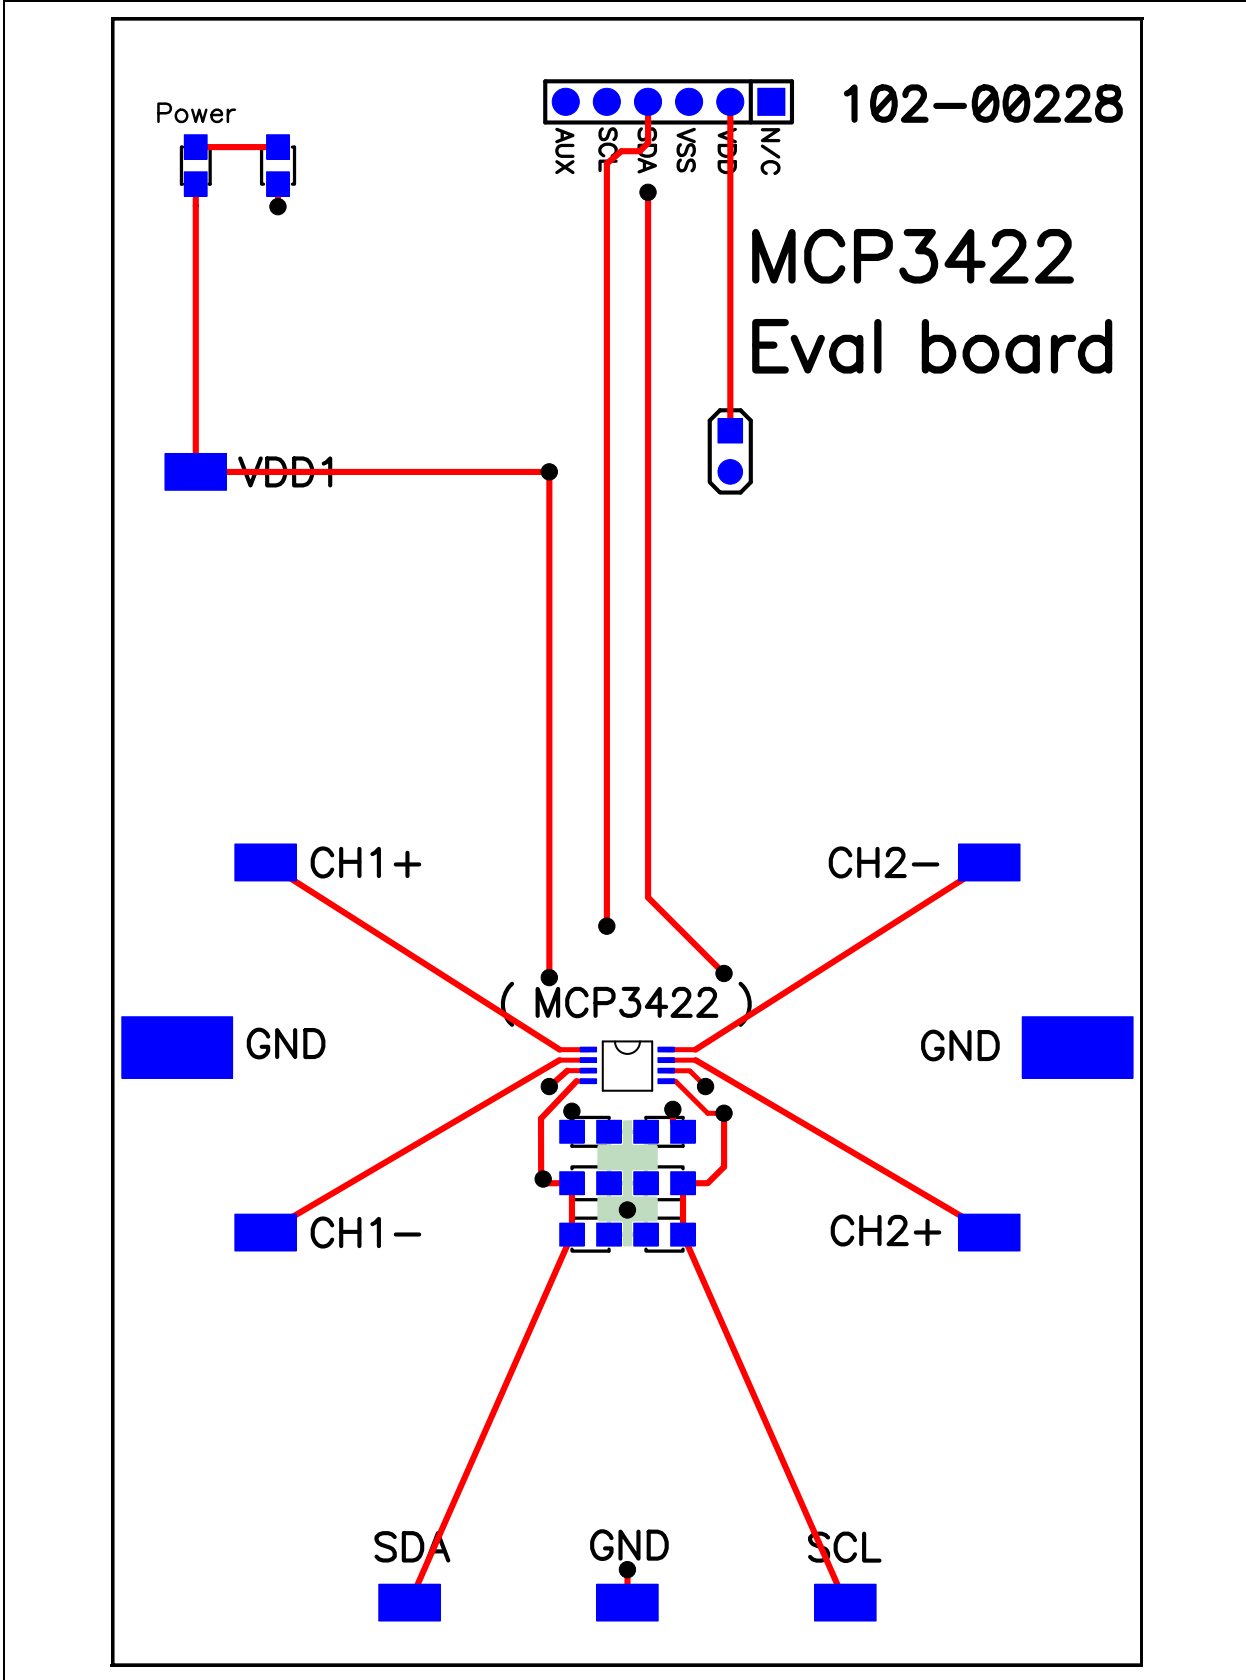 Power
102-00228
AUX
SCL
SDA
VSS
VDD
N/C
MCP3422
Eval board
VDD1
CH1+
CH2-
( MCP3422 )
GND
GND
CH1-
CH2+
SDA
GND
SCL